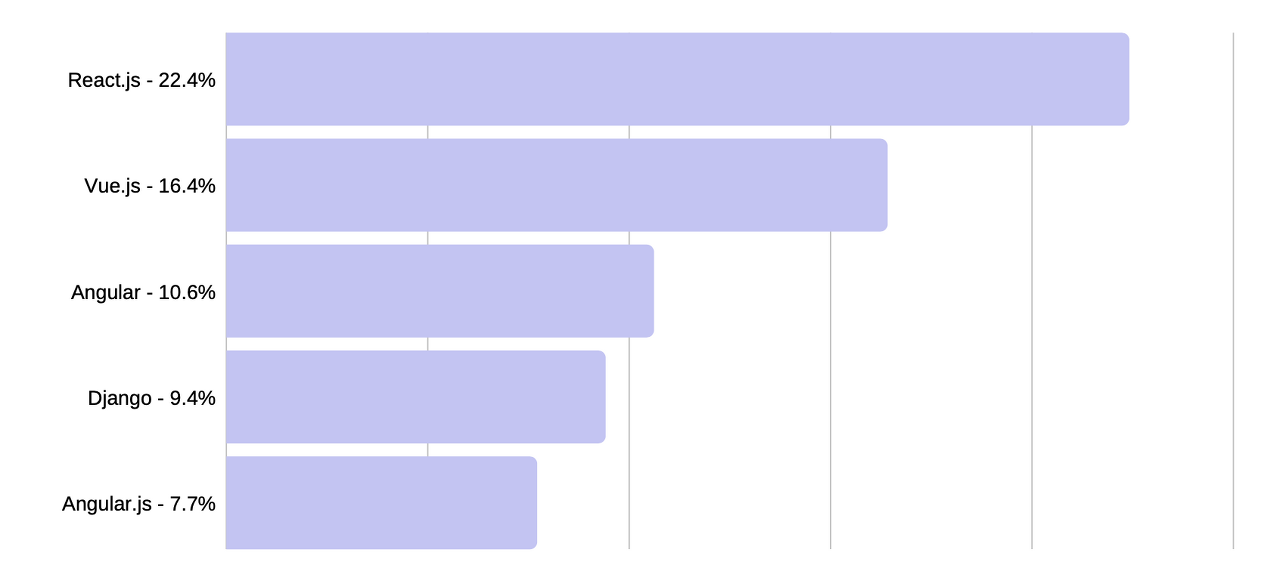 React.js - 22.4%
Vue.js - 16.4%
Angular - 10.6%
Django - 9.4%
Angular.js - 7.7%